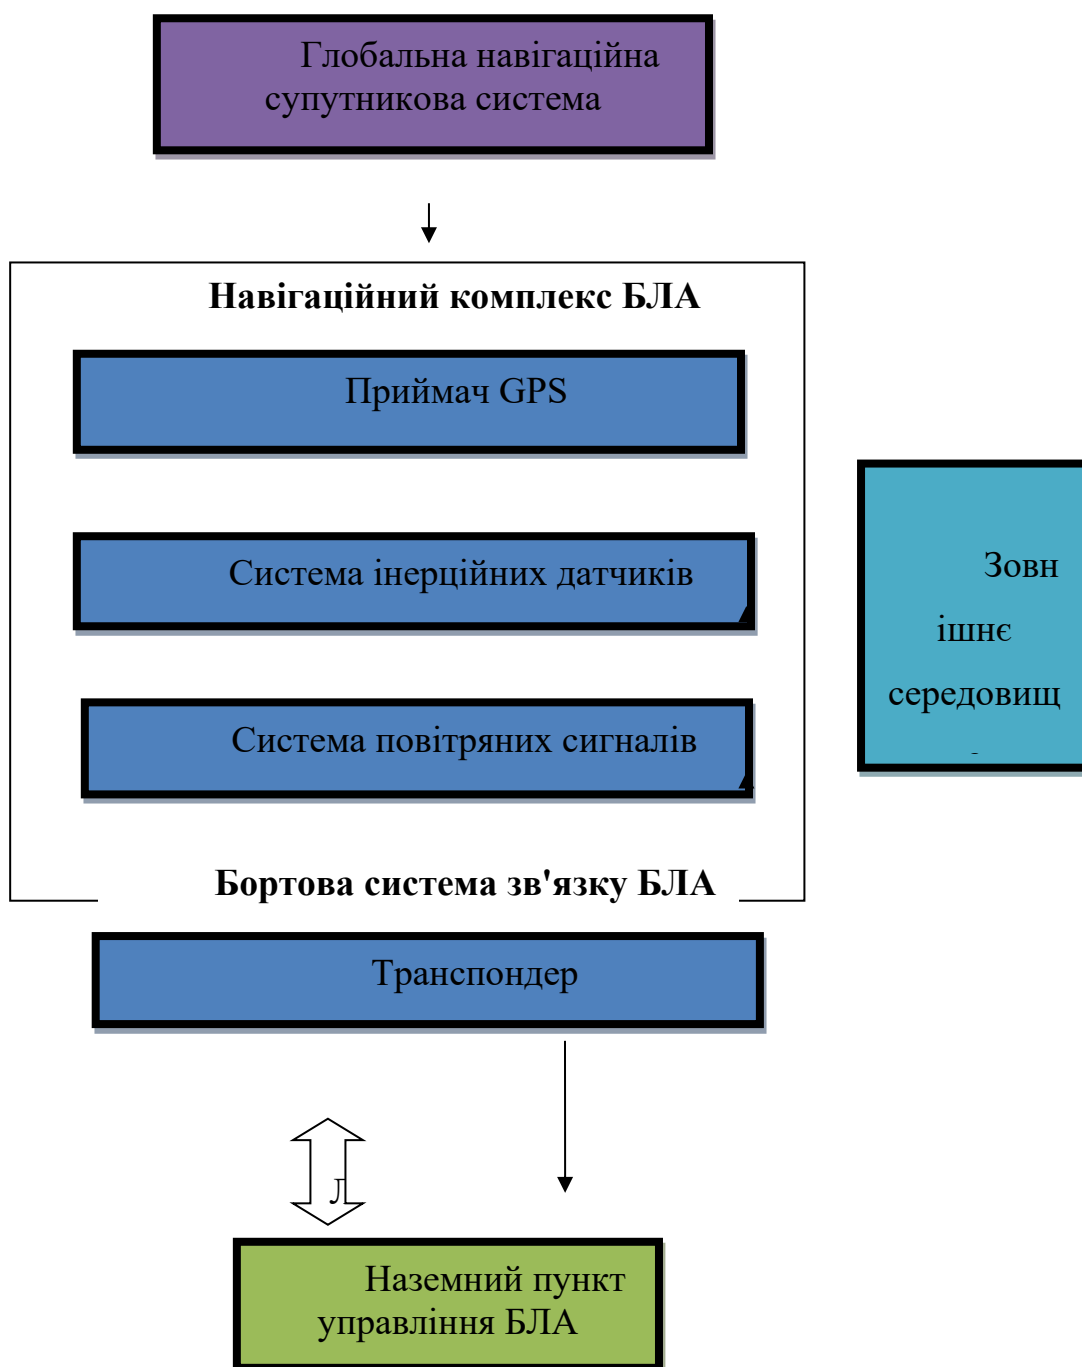 Глобальна навігаційна
супутникова система
Навігаційний комплекс БЛА
Приймач GPS
Система інерційних датчиків
Система повітряних сигналів
Зовн
ішнє
середовищ
Бортова система зв'язку БЛА
Транспондер
Л
Наземний пункт
управління БЛА